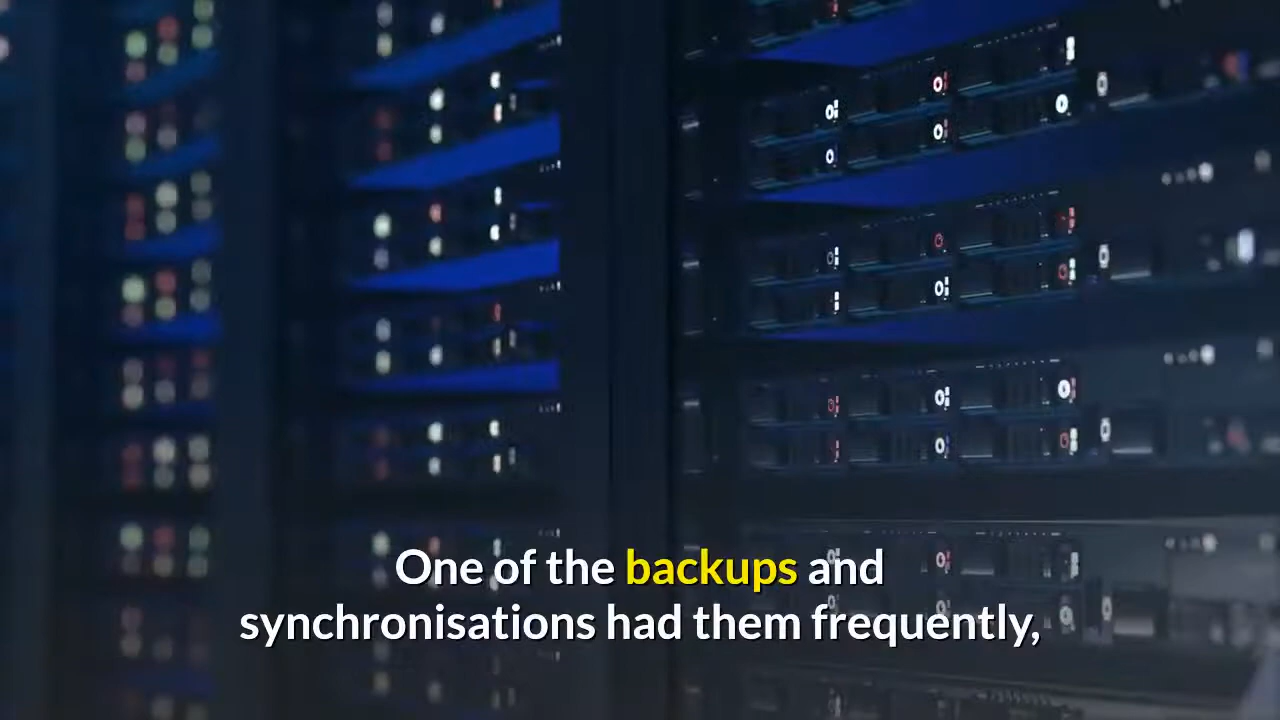 One of the backups and
synchronisations had them frequently,